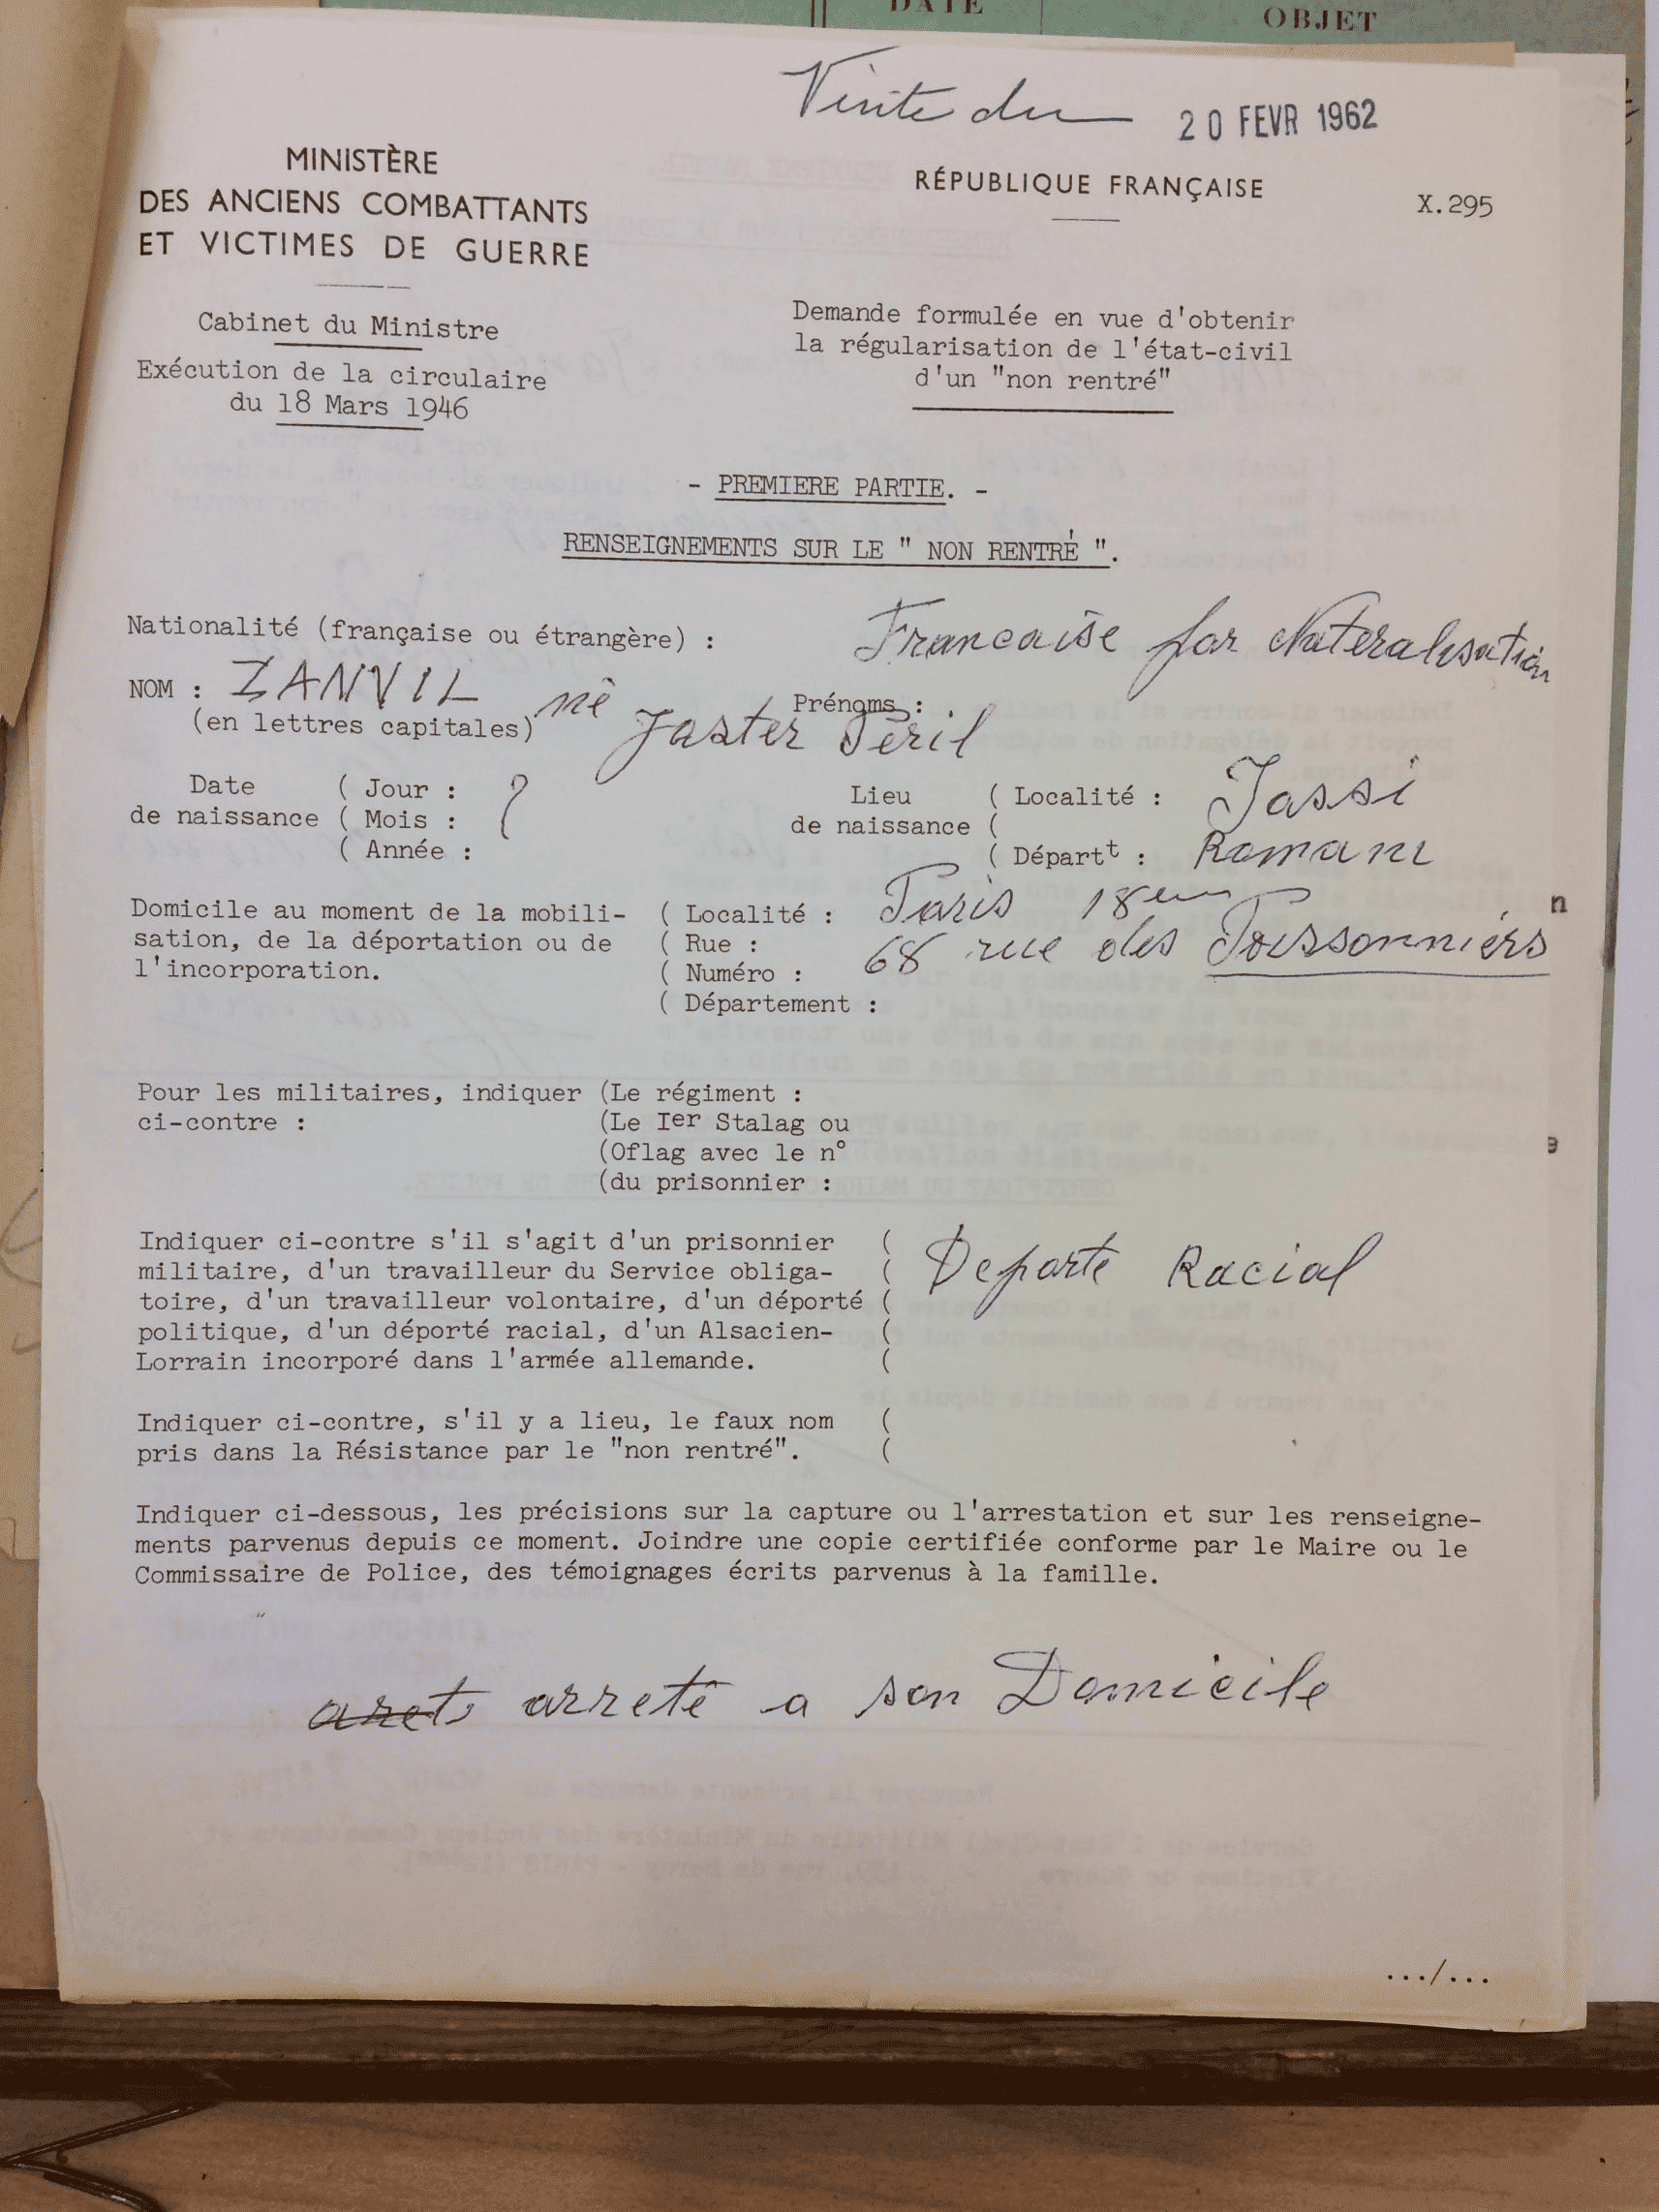 DATE
OBJET
Visite du 20 FEVR 1962
MINISTÈRE
DES ANCIENS COMBATTANTS
ET VICTIMES DE GUERRE
RÉPUBLIQUE FRANÇAISE
X.295
Cabinet du Ministre
Exécution de la circulaire
du 18 Mars 1946
Demande formulée en vue d'obtenir
la régularisation de l'état-civil
d'un "non rentré"
- PREMIERE PARTIE. -
RENSEIGNEMENTS SUR LE " NON RENTRÉ ".
Nationalité (française ou étrangère) : Francaise par Nateralisation
NOM : ZANVIL né Prénoms :
(en lettres capitales) Jaster Peril
Date de naissance ( Jour : ?
( Mois :
( Année :
Lieu de naissance ( Localité : Jassi
( Départt : Romani
Domicile au moment de la mobili- ( Localité : Paris 18em
sation, de la déportation ou de ( Rue : 68 rue des Poissonniers
l'incorporation. ( Numéro :
( Département :
Pour les militaires, indiquer (Le régiment :
ci-contre : (Le Ier Stalag ou
(Oflag avec le n°
(du prisonnier :
Indiquer ci-contre s'il s'agit d'un prisonnier ( Deporté Racial
militaire, d'un travailleur du Service obliga- (
toire, d'un travailleur volontaire, d'un déporté (
politique, d'un déporté racial, d'un Alsacien- (
Lorrain incorporé dans l'armée allemande. (
Indiquer ci-contre, s'il y a lieu, le faux nom (
pris dans la Résistance par le "non rentré". (
Indiquer ci-dessous, les précisions sur la capture ou l'arrestation et sur les renseigne-
ments parvenus depuis ce moment. Joindre une copie certifiée conforme par le Maire ou le
Commissaire de Police, des témoignages écrits parvenus à la famille.
arreté a son Domicile
.../...